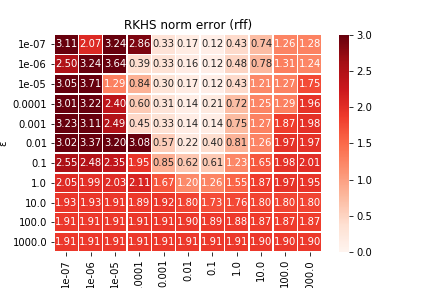 RKHS norm error (rff)
1e-07 3.11 2.07 3.24 2.86 0.33 0.17 0.12 0.43 0.74 1.26 1.28
1e-06 2.50 3.24 3.64 0.39 0.33 0.16 0.12 0.48 0.78 1.31 1.24
1e-05 3.05 3.71 1.29 0.84 0.30 0.17 0.12 0.43 1.21 1.27 1.75
0.0001 3.01 3.22 2.40 0.60 0.31 0.14 0.21 0.72 1.25 1.29 1.96
0.001 3.23 3.11 2.49 0.45 0.33 0.14 0.14 0.75 1.27 1.87 1.98
0.01 3.02 3.37 3.20 3.08 0.57 0.22 0.40 0.81 1.26 1.97 1.97
0.1 2.55 2.48 2.35 1.95 0.85 0.62 0.61 1.23 1.65 1.98 2.01
1.0 2.05 1.99 2.03 2.11 1.67 1.20 1.26 1.55 1.87 1.97 1.95
10.0 1.93 1.93 1.91 1.89 1.92 1.80 1.73 1.76 1.80 1.80 1.80
100.0 1.91 1.91 1.91 1.91 1.91 1.90 1.89 1.88 1.87 1.87 1.87
1000.0 1.91 1.91 1.91 1.91 1.91 1.91 1.91 1.91 1.90 1.90 1.90
1e-07 1e-06 1e-05 0001 0.001 0.01 0.1 1.0 10.0 100.0 000.0
ε
3.0
2.5
2.0
1.5
1.0
0.5
0.0